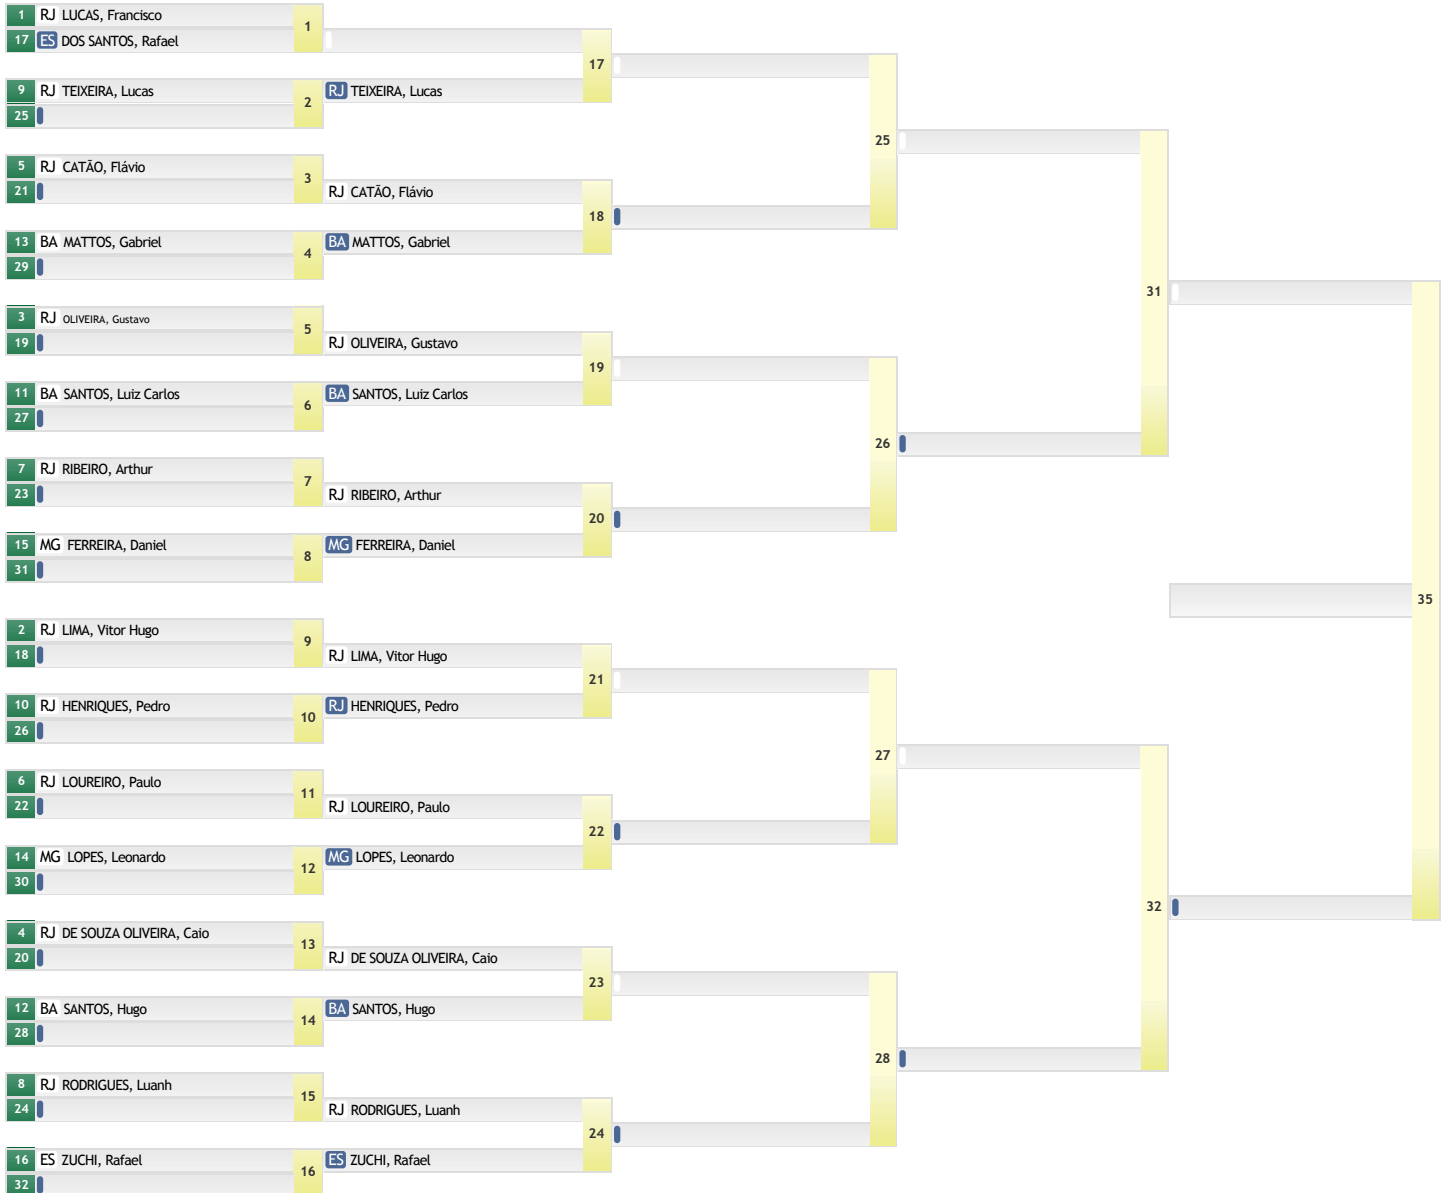 1 RJ LUCAS, Francisco
1
17 ES DOS SANTOS, Rafael
17
9 RJ TEIXEIRA, Lucas
2
RJ TEIXEIRA, Lucas
25
25
5 RJ CATÃO, Flávio
3
21
RJ CATÃO, Flávio
18
13 BA MATTOS, Gabriel
4
BA MATTOS, Gabriel
29
31
3 RJ OLIVEIRA, Gustavo
5
19
RJ OLIVEIRA, Gustavo
19
11 BA SANTOS, Luiz Carlos
6
BA SANTOS, Luiz Carlos
27
26
7 RJ RIBEIRO, Arthur
7
23
RJ RIBEIRO, Arthur
20
15 MG FERREIRA, Daniel
8
MG FERREIRA, Daniel
31
35
2 RJ LIMA, Vitor Hugo
9
18
RJ LIMA, Vitor Hugo
21
10 RJ HENRIQUES, Pedro
10
RJ HENRIQUES, Pedro
26
27
6 RJ LOUREIRO, Paulo
11
22
RJ LOUREIRO, Paulo
22
14 MG LOPES, Leonardo
12
MG LOPES, Leonardo
30
32
4 RJ DE SOUZA OLIVEIRA, Caio
13
20
RJ DE SOUZA OLIVEIRA, Caio
23
12 BA SANTOS, Hugo
14
BA SANTOS, Hugo
28
28
8 RJ RODRIGUES, Luanh
15
24
RJ RODRIGUES, Luanh
24
16 ES ZUCHI, Rafael
16
ES ZUCHI, Rafael
32